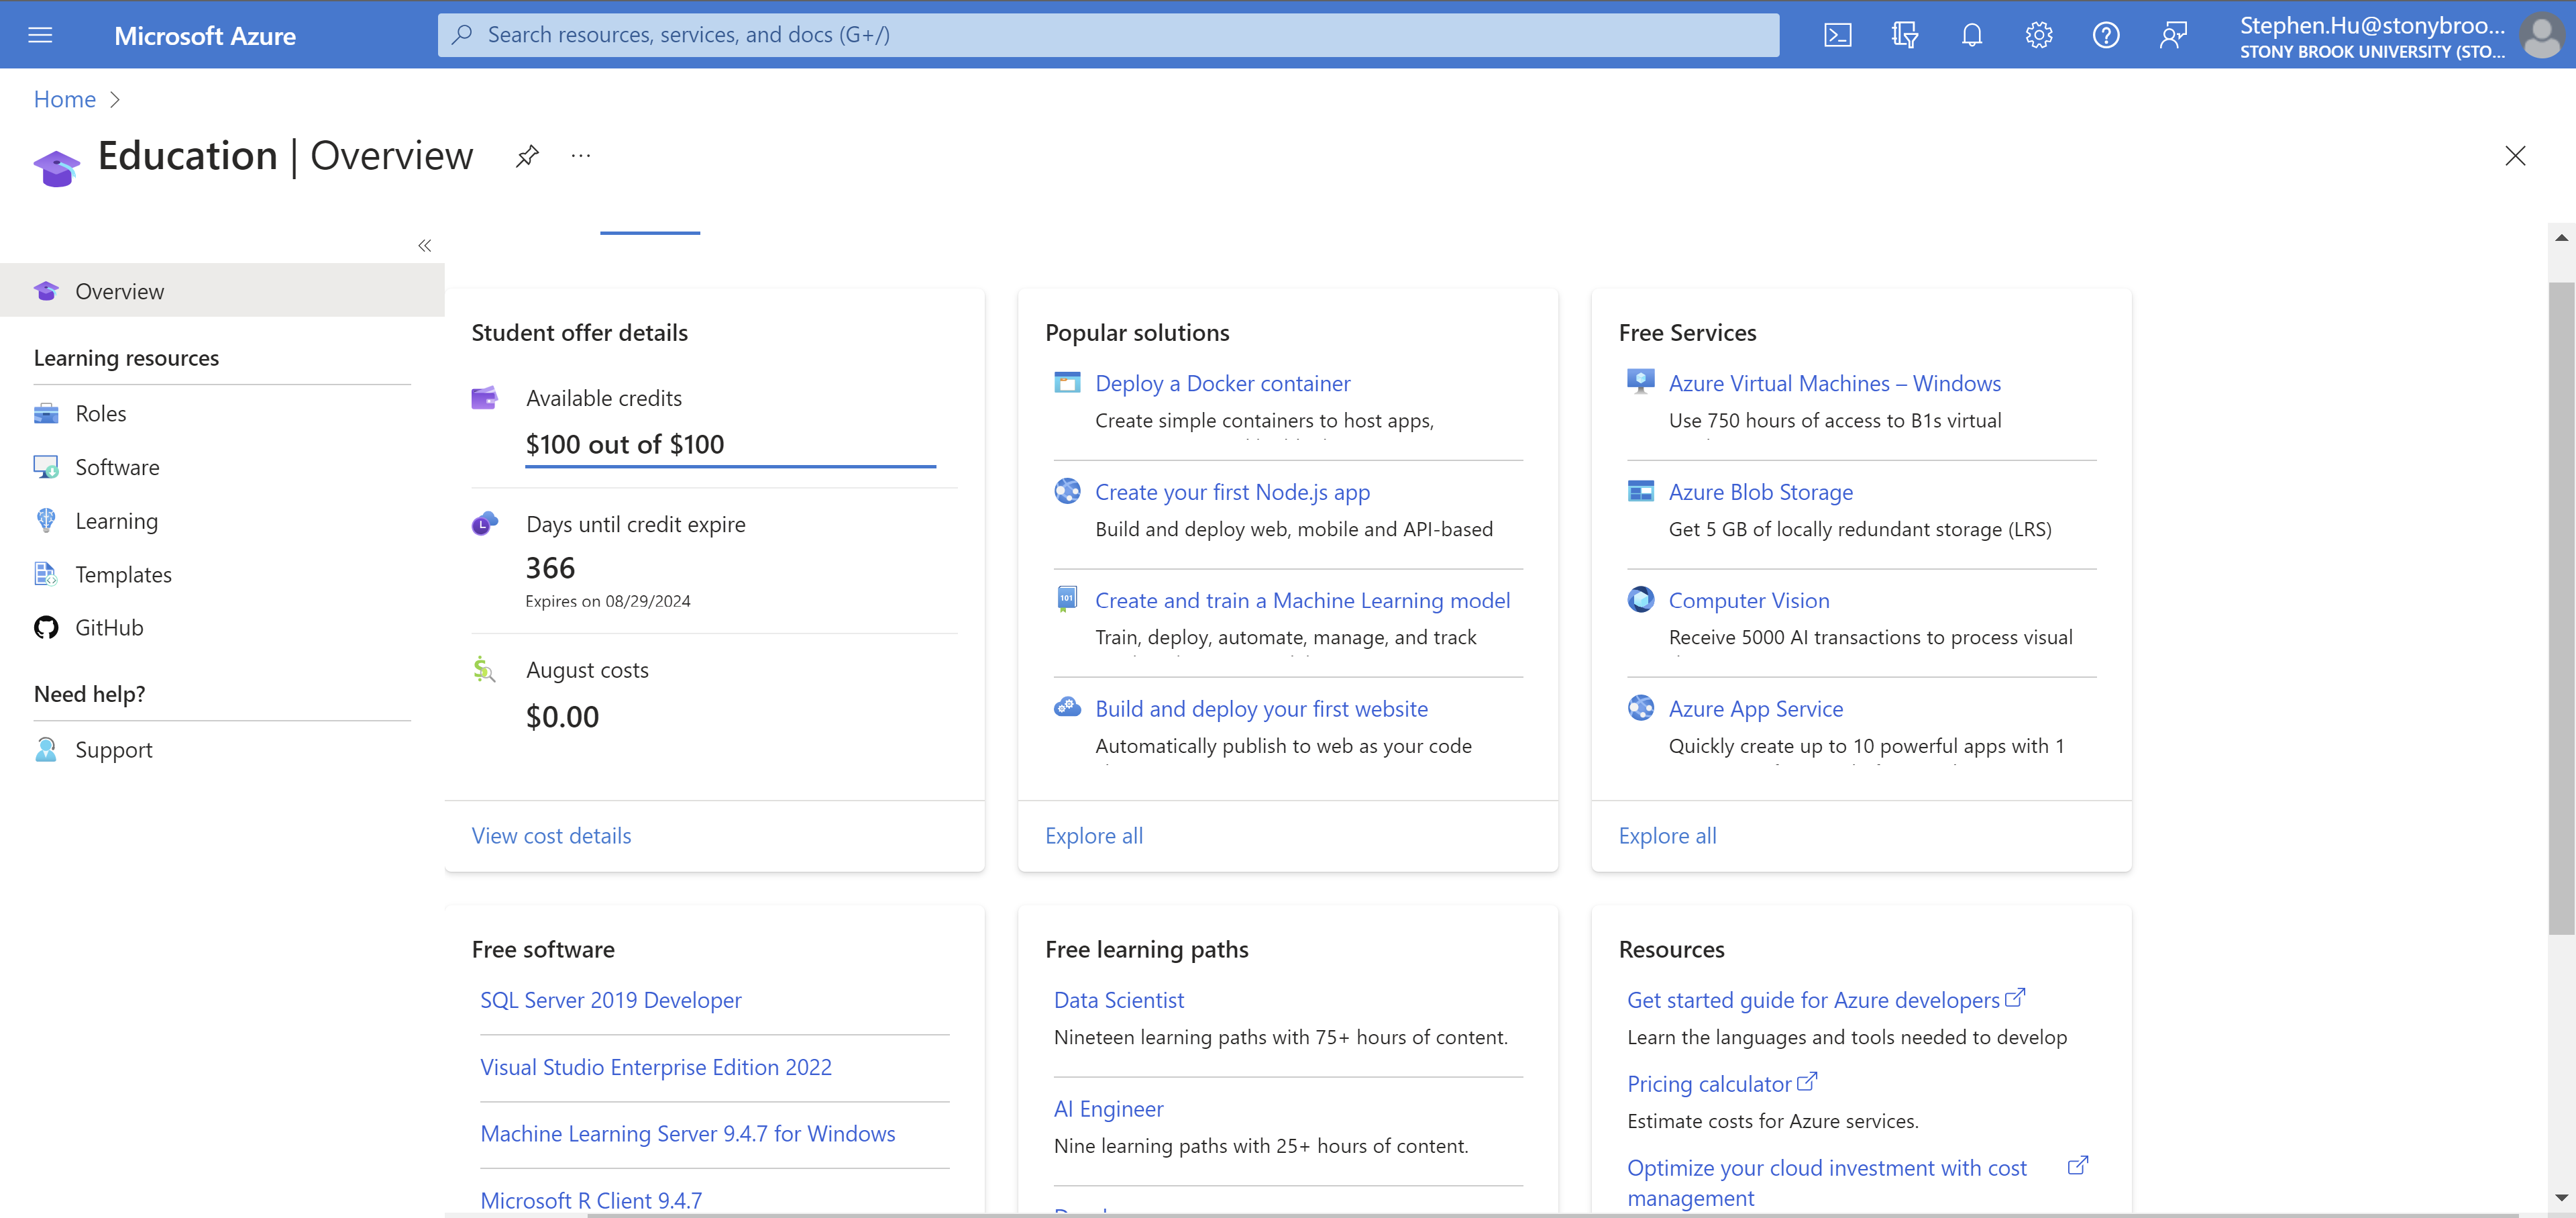 Microsoft Azure
Search resources, services, and docs (G+/)
Stephen.Hu@stonybroo...
STONY BROOK UNIVERSITY (STO...
Home
Education | Overview
Overview
Learning resources
Roles
Software
Learning
Templates
GitHub
Need help?
Support
Student offer details
Available credits
$100 out of $100
Days until credit expire
366
Expires on 08/29/2024
August costs
$0.00
View cost details
Popular solutions
Deploy a Docker container
Create simple containers to host apps,
Create your first Node.js app
Build and deploy web, mobile and API-based
Create and train a Machine Learning model
101
Train, deploy, automate, manage, and track
Build and deploy your first website
Automatically publish to web as your code
Explore all
Free Services
Azure Virtual Machines – Windows
Use 750 hours of access to B1s virtual
Azure Blob Storage
Get 5 GB of locally redundant storage (LRS)
Computer Vision
Receive 5000 AI transactions to process visual
Azure App Service
Quickly create up to 10 powerful apps with 1
Explore all
Free software
SQL Server 2019 Developer
Visual Studio Enterprise Edition 2022
Machine Learning Server 9.4.7 for Windows
Microsoft R Client 9.4.7
Free learning paths
Data Scientist
Nineteen learning paths with 75+ hours of content.
AI Engineer
Nine learning paths with 25+ hours of content.
Resources
Get started guide for Azure developers
Learn the languages and tools needed to develop
Pricing calculator
Estimate costs for Azure services.
Optimize your cloud investment with cost
management